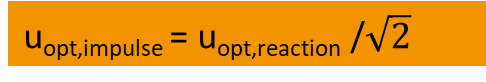 u_opt,impulse = u_opt,reaction /√2